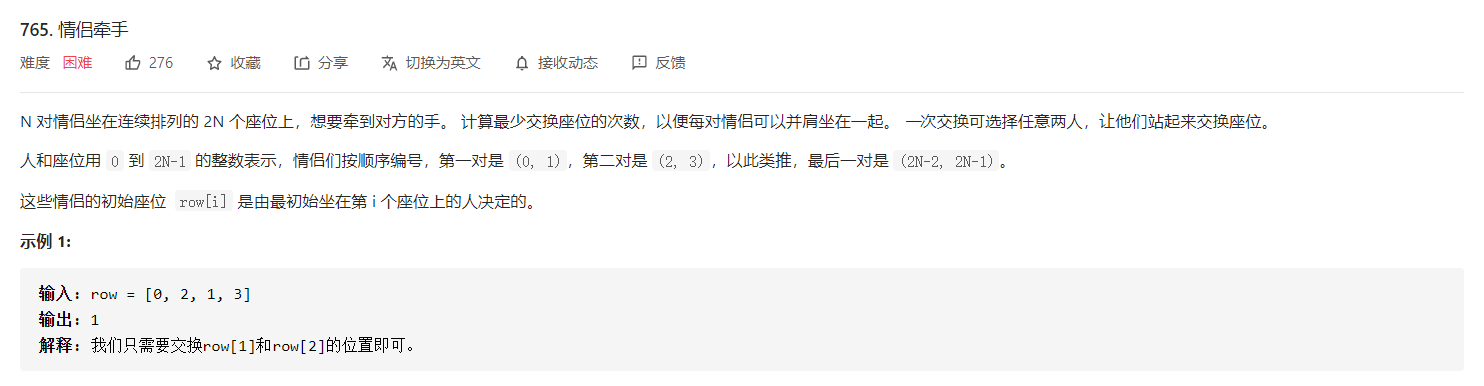 765. 情侣牵手
难度 困难 276 收藏 分享 切换为英文 接收动态 反馈
N 对情侣坐在连续排列的 2N 个座位上，想要牵到对方的手。 计算最少交换座位的次数，以便每对情侣可以并肩坐在一起。 一次交换可选择任意两人，让他们站起来交换座位。
人和座位用 0 到 2N-1 的整数表示，情侣们按顺序编号，第一对是 (0, 1)，第二对是 (2, 3)，以此类推，最后一对是 (2N-2, 2N-1)。
这些情侣的初始座位 row[i] 是由最初始坐在第 i 个座位上的人决定的。
示例 1:
输入: row = [0, 2, 1, 3]
输出: 1
解释: 我们只需要交换row[1]和row[2]的位置即可。